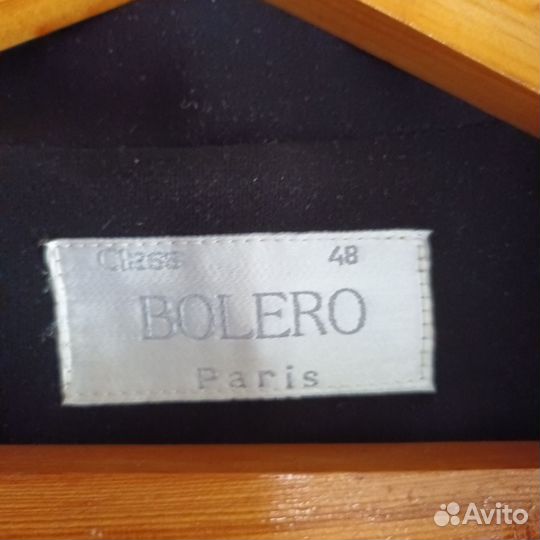 Class 48
BOLERO
Paris
Avito